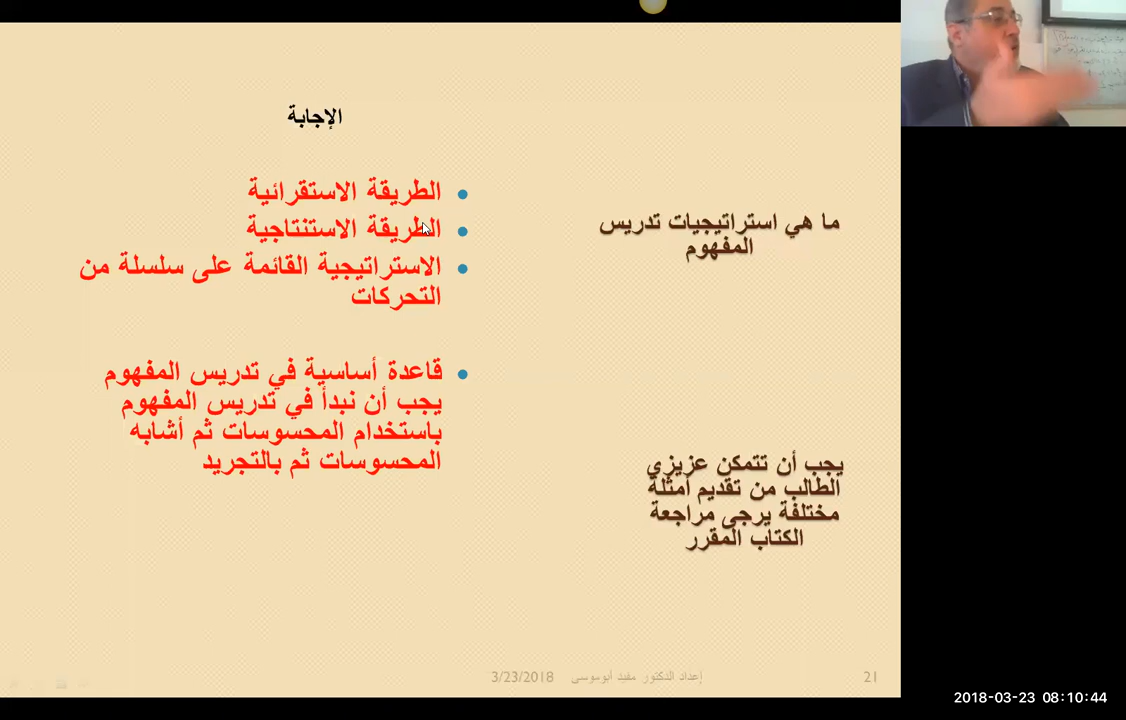 الإجابة
ما هي استراتيجيات تدريس
المفهوم
الطريقة الاستقرائية
الطريقة الاستنتاجية
الاستراتيجية القائمة على سلسلة من
التحركات
قاعدة أساسية في تدريس المفهوم
يجب أن نبدأ في تدريس المفهوم
باستخدام المحسوسات ثم أشابه
المحسوسات ثم بالتجريد
يجب أن تتمكن عزيزي
الطالب من تقديم أمثلة
مختلفة يرجى مراجعة
الكتاب المقرر
21
إعداد الدكتور مفيد أبوموسى
3/23/2018
2018-03-23 08:10:44